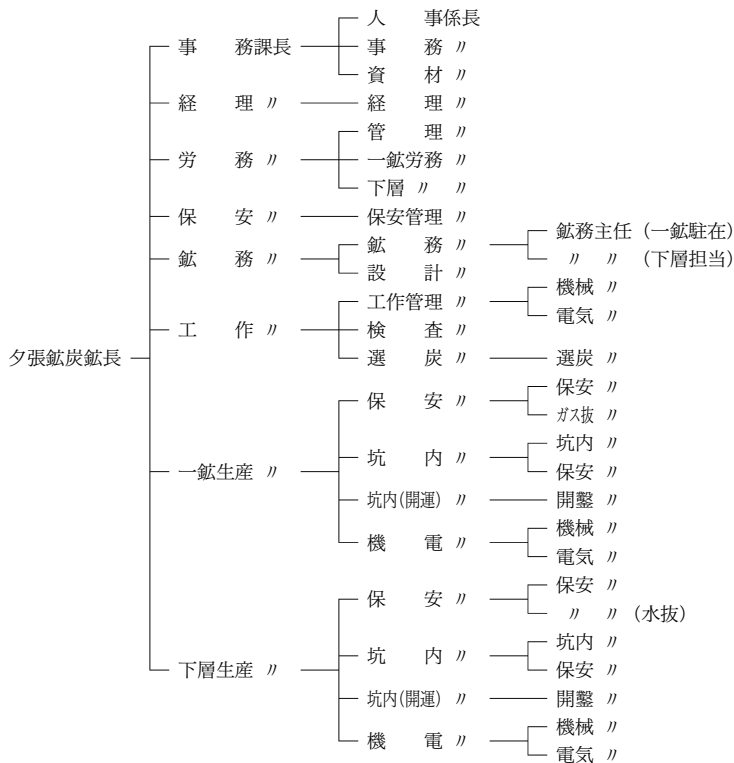 人 事係長
事 務課長 事 務 〃
資 材 〃
経 理 〃 経 理 〃
管 理 〃
労 務 〃 一鉱労務 〃
下層 〃 〃
保 安 〃 保安管理 〃
鉱務主任（一鉱駐在）
鉱 務 〃
鉱 務 〃 〃 〃 （下層担当）
設 計 〃
機械 〃
工作管理 〃
電気 〃
工 作 〃 検 査 〃
夕張鉱炭鉱長 選 炭 〃 選炭 〃
保安 〃
保 安 〃
ガス抜 〃
坑内 〃
一鉱生産 〃 坑 内 〃
保安 〃
坑内(開運) 〃 開鑿 〃
機械 〃
機 電 〃
電気 〃
保安 〃
保 安 〃
〃 〃（水抜）
坑内 〃
下層生産 〃 坑 内 〃
保安 〃
坑内(開運) 〃 開鑿 〃
機械 〃
機 電 〃
電気 〃